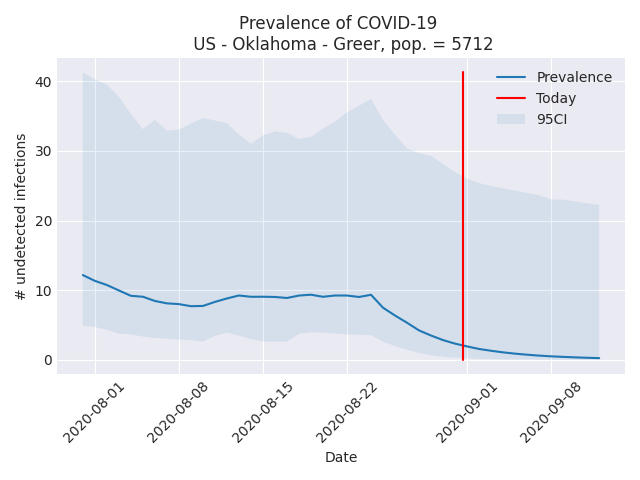 Prevalence of COVID-19
US - Oklahoma - Greer, pop. = 5712
# undetected infections
40
30
20
10
0
Prevalence
Today
95CI
2020-08-01
2020-08-08
2020-08-15
2020-08-22
2020-09-01
2020-09-08
Date